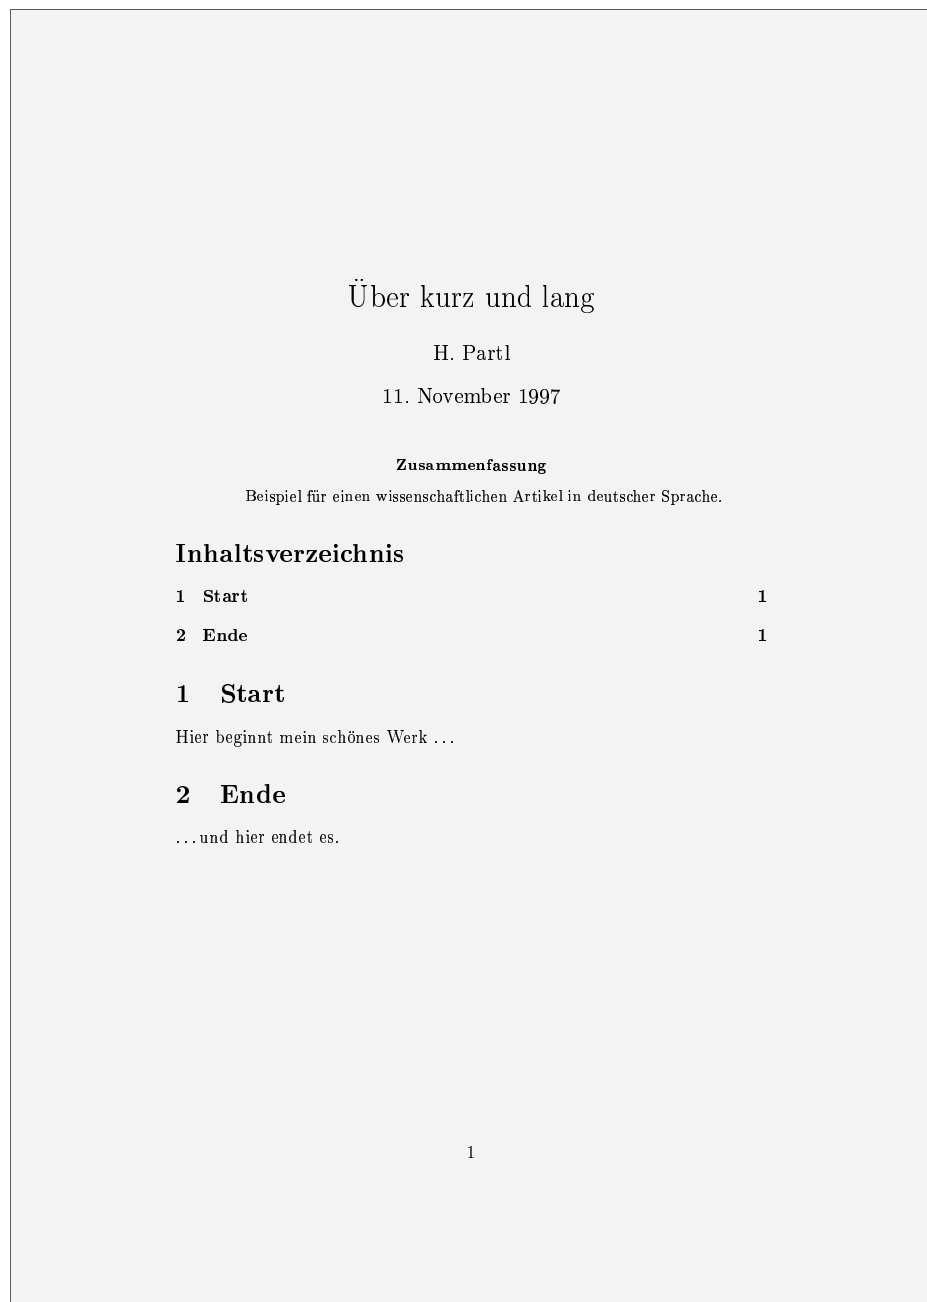 Über kurz und lang
H. Partl
11. November 1997
Zusammenfassung
Beispiel für einen wissenschaftlichen Artikel in deutscher Sprache.
Inhaltsverzeichnis
1 Start 1
2 Ende 1
1 Start
Hier beginnt mein schönes Werk ...
2 Ende
...und hier endet es.
1